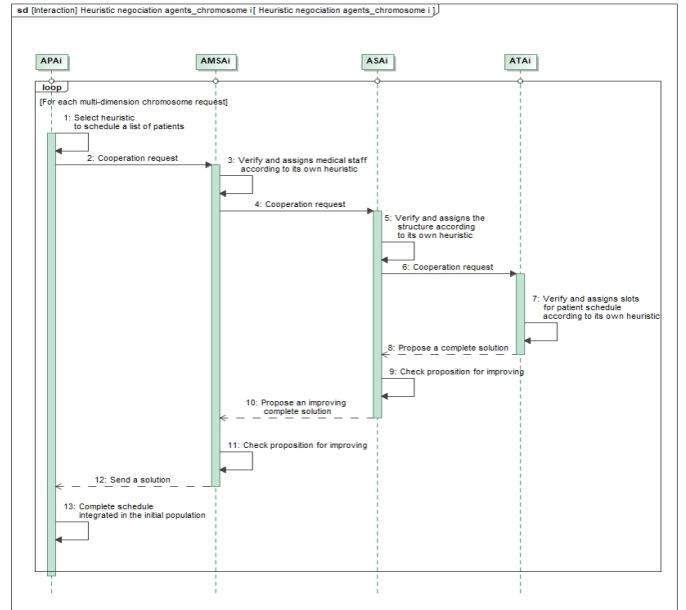 sd [Interaction] Heuristic negociation agents_chromosome i[ Heuristic negociation agents_chromosome i ]
APAi
AMSAi
ASAi
ATAi
loop
[For each multi-dimension chromosome request]
1: Select heuristic
to schedule a list of patients
2: Cooperation request
3: Verify and assigns medical staff
according to its own heuristic
4: Cooperation request
5: Verify and assigns the
structure according
to its own heuristic
6: Cooperation request
7: Verify and assigns slots
for patient schedule
according to its own heuristic
8: Propose a complete solution
9: Check proposition for improving
10: Propose an improving
complete solution
11: Check proposition for improving
12: Send a solution
13: Complete schedule
integrated in the initial population